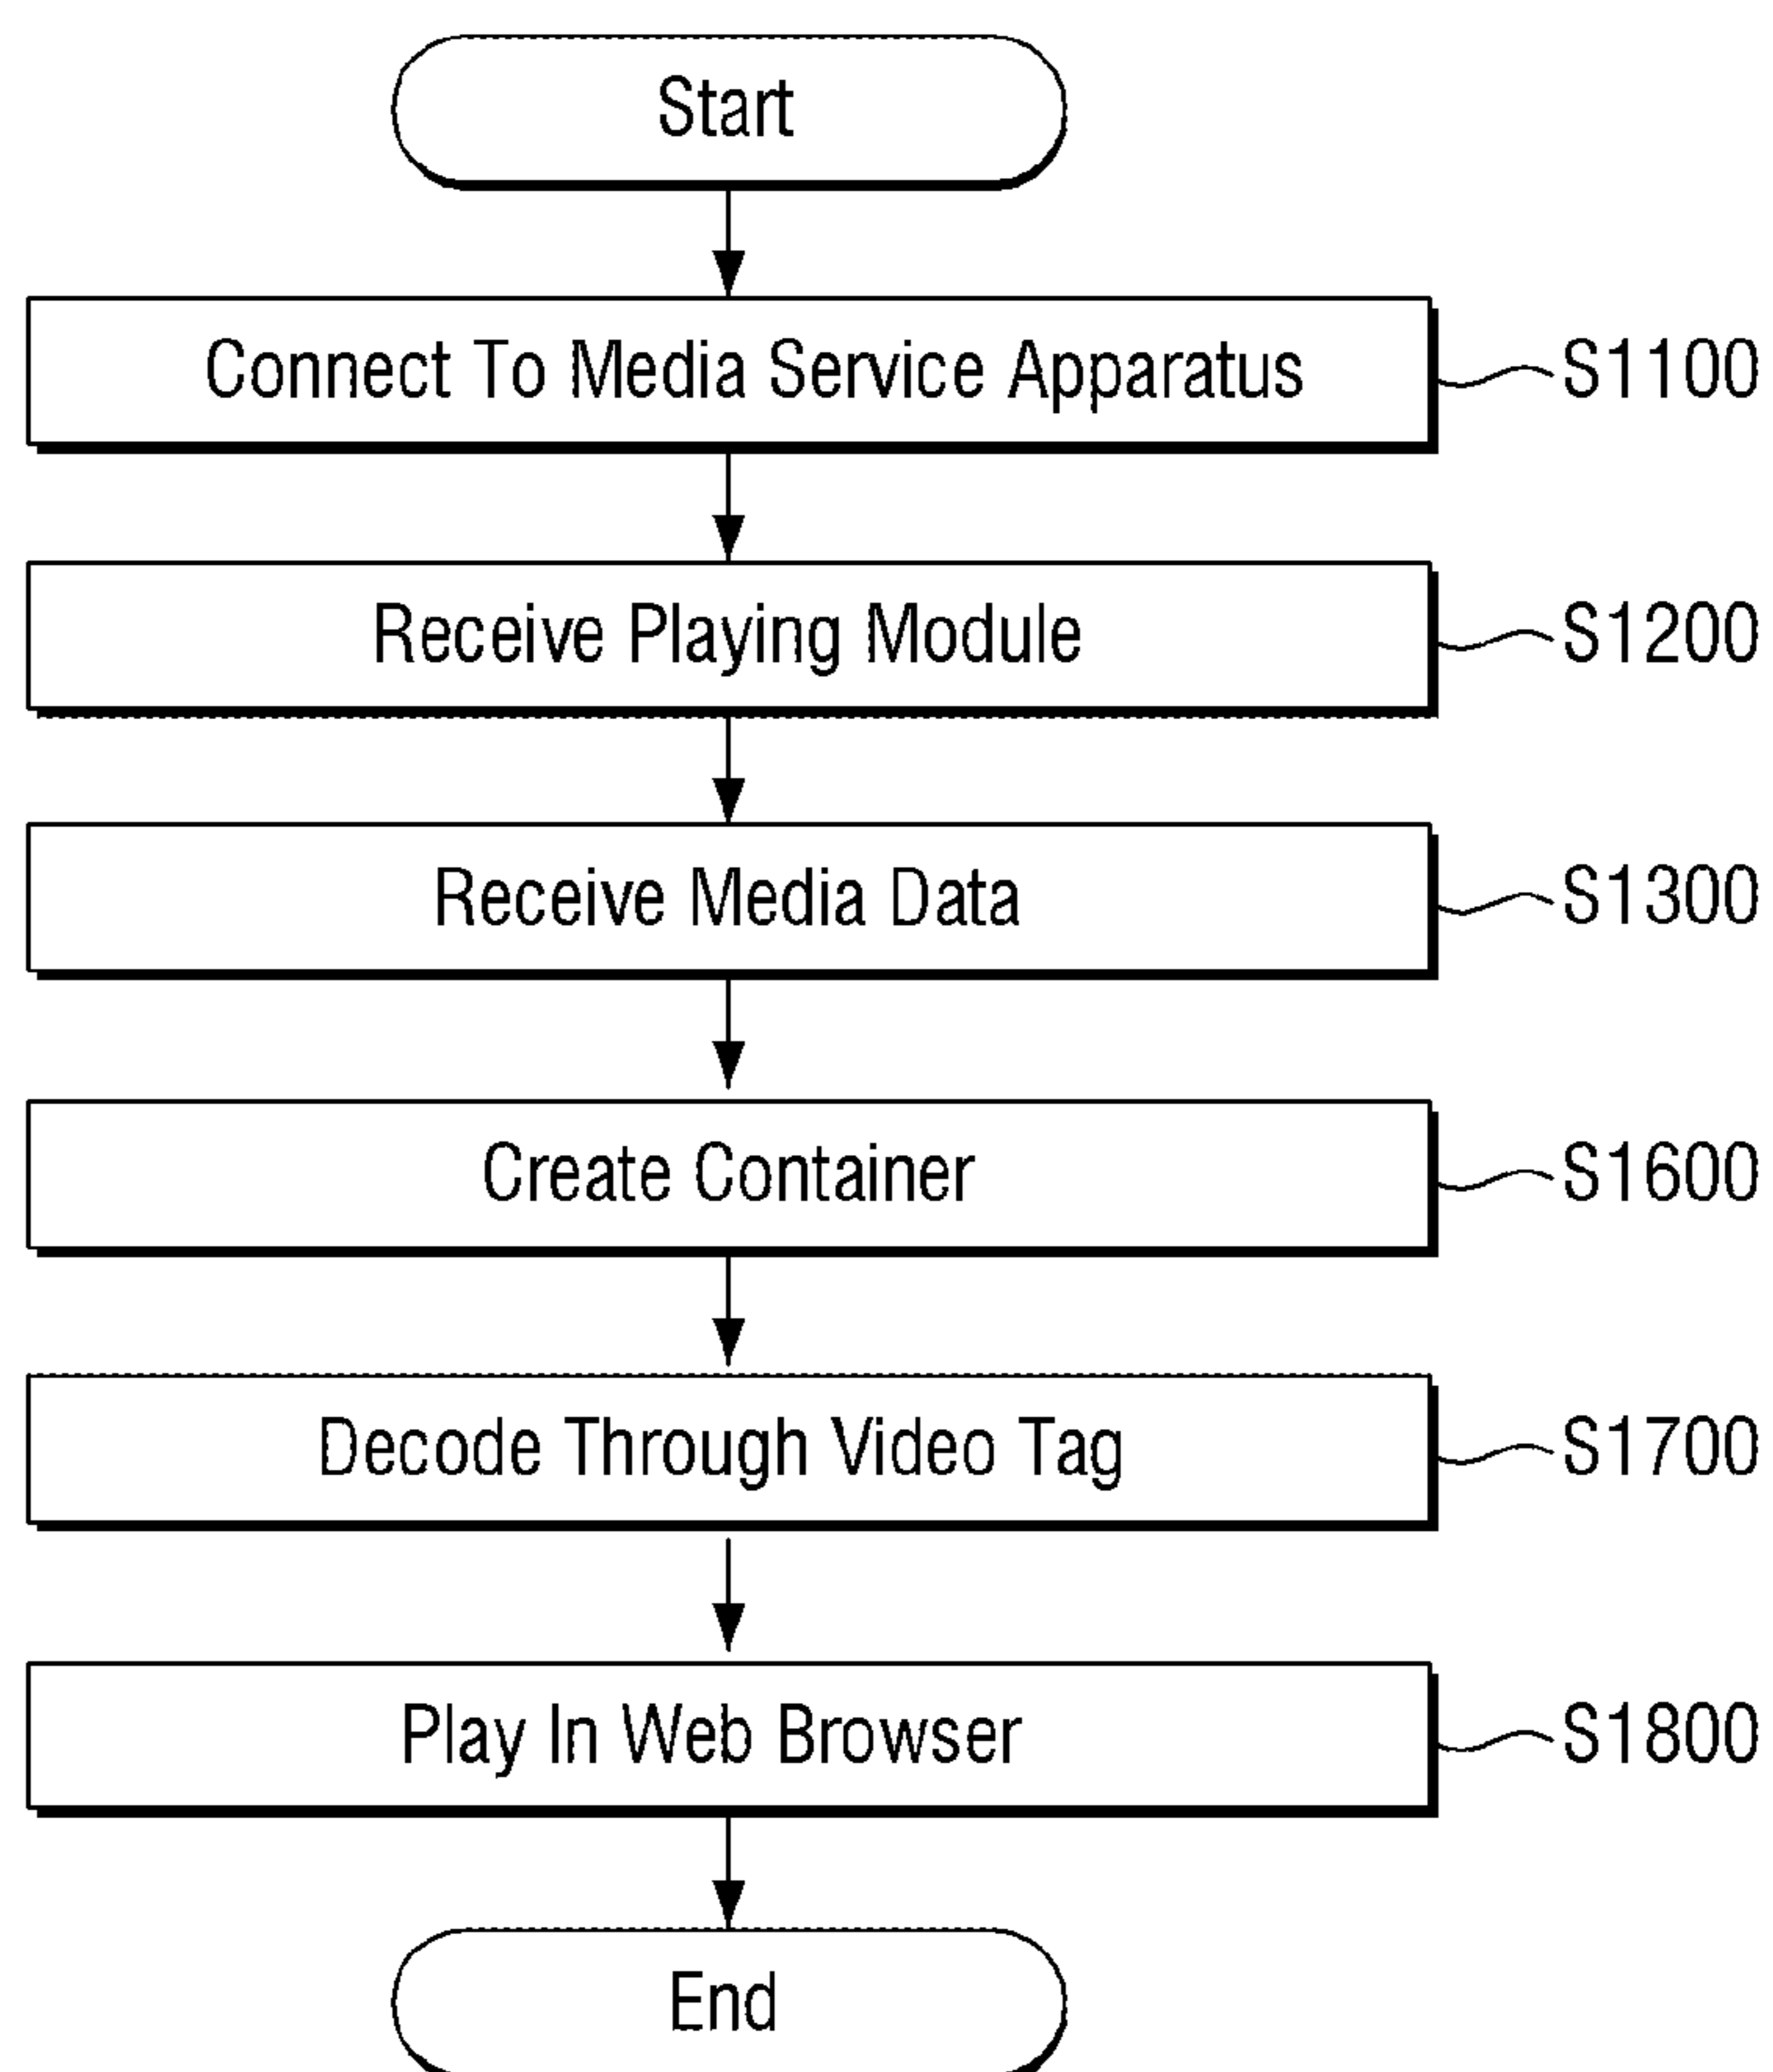 Start
Connect To Media Service Apparatus S1100
Receive Playing Module S1200
Receive Media Data S1300
Create Container S1600
Decode Through Video Tag S1700
Play In Web Browser S1800
End